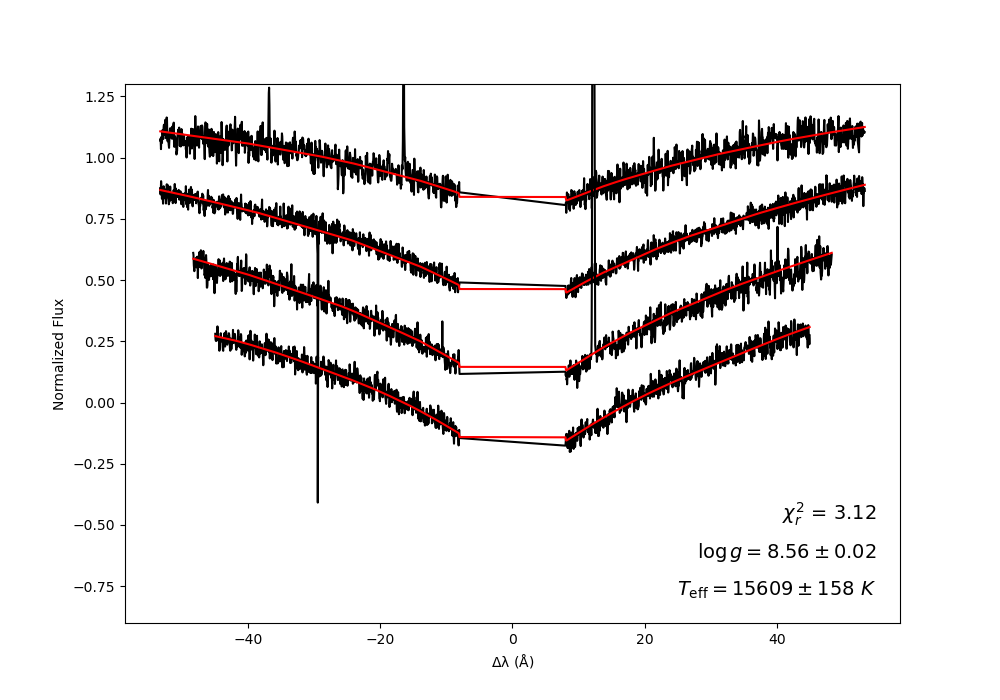 1.25
1.00
0.75
0.50
0.25
0.00
−0.25
−0.50
−0.75
Normalized Flux
χ²ᵣ = 3.12
log g = 8.56 ± 0.02
T_eff = 15609 ± 158 K
−40 −20 0 20 40
Δλ (Å)